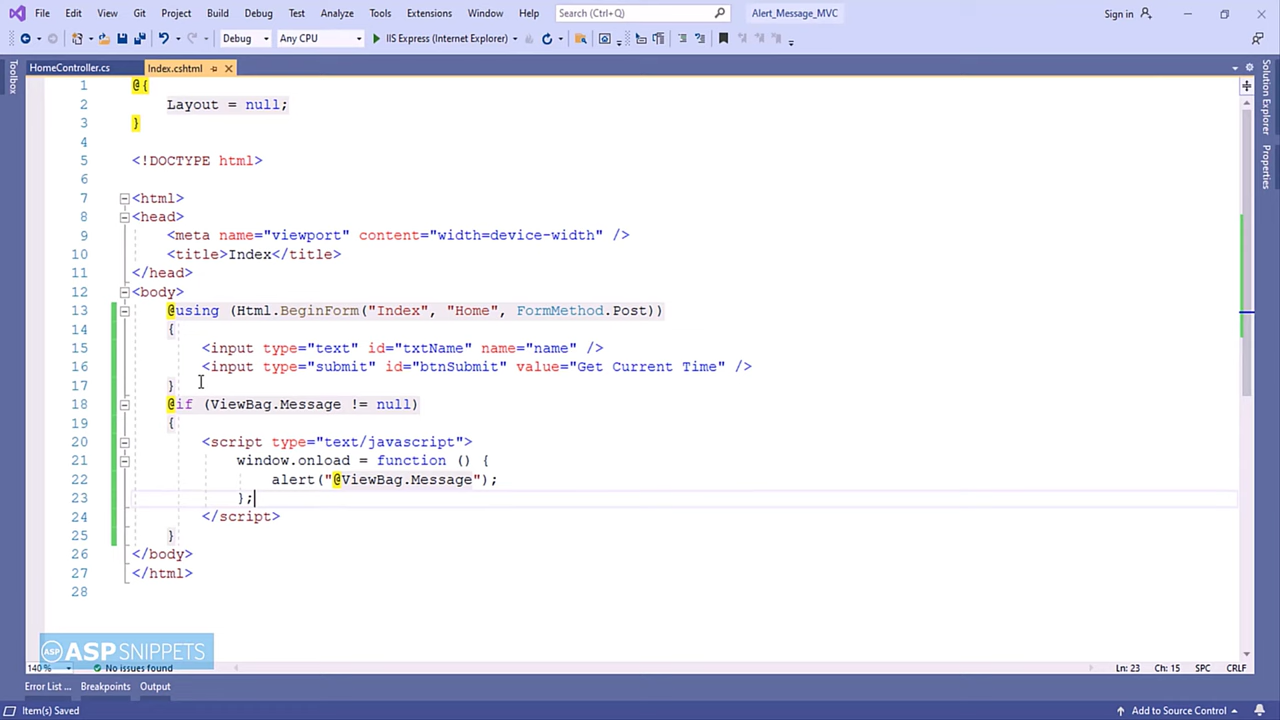 File Edit View Git Project Build Debug Test Analyze Tools Extensions Window Help Search (Ctrl+Q) Alert_Message_MVC Sign in
Debug Any CPU IIS Express (Internet Explorer)
HomeController.cs Index.cshtml
Toolbox
Solution Explorer
Properties
1 @{
2 Layout = null;
3 }
4
5 <!DOCTYPE html>
6
7 <html>
8 <head>
9 <meta name="viewport" content="width=device-width" />
10 <title>Index</title>
11 </head>
12 <body>
13 @using (Html.BeginForm("Index", "Home", FormMethod.Post))
14 {
15 <input type="text" id="txtName" name="name" />
16 <input type="submit" id="btnSubmit" value="Get Current Time" />
17 }
18 @if (ViewBag.Message != null)
19 {
20 <script type="text/javascript">
21 window.onload = function () {
22 alert("@ViewBag.Message");
23 };
24 </script>
25 }
26 </body>
27 </html>
28
ASP ASPSNIPPETS
140% No issues found Ln: 23 Ch: 15 SPC CRLF
Error List ... Breakpoints Output
Item(s) Saved Add to Source Control